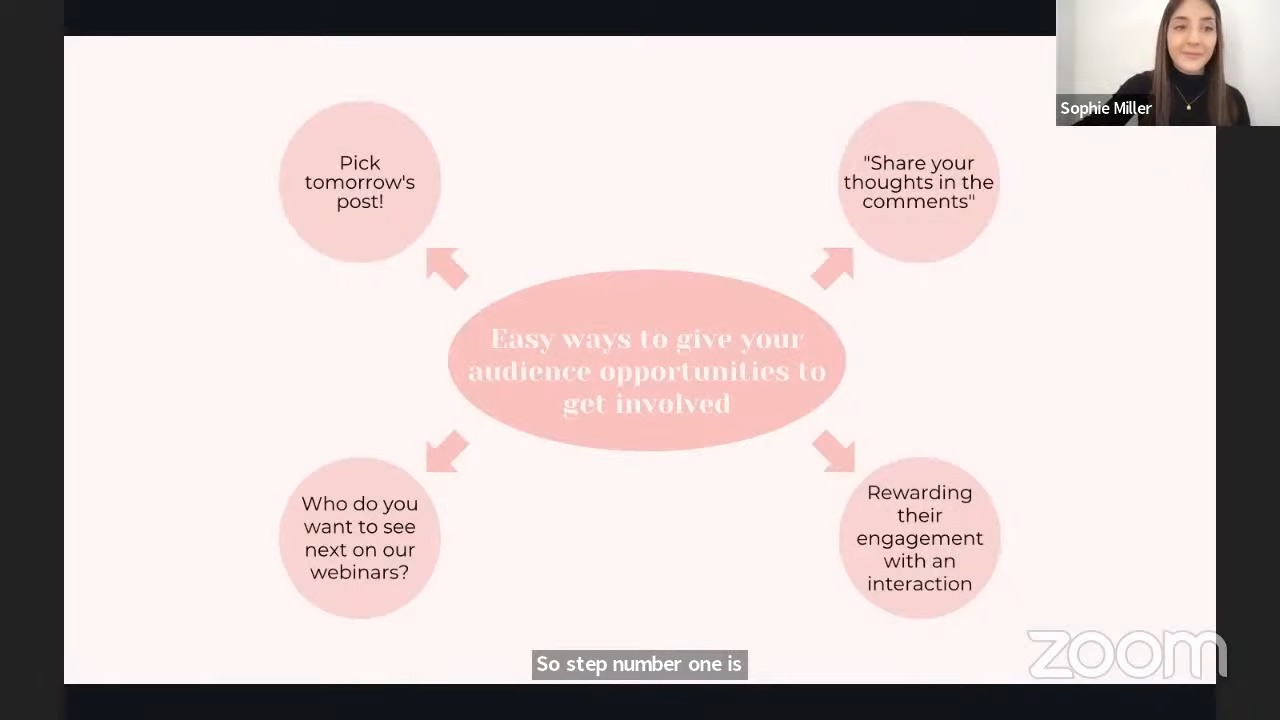 Sophie Miller
Pick
tomorrow's
post!
"Share your
thoughts in the
comments"
Easy ways to give your
audience opportunities to
get involved
Who do you
want to see
next on our
webinars?
Rewarding
their
engagement
with an
interaction
So step number one is
zoom